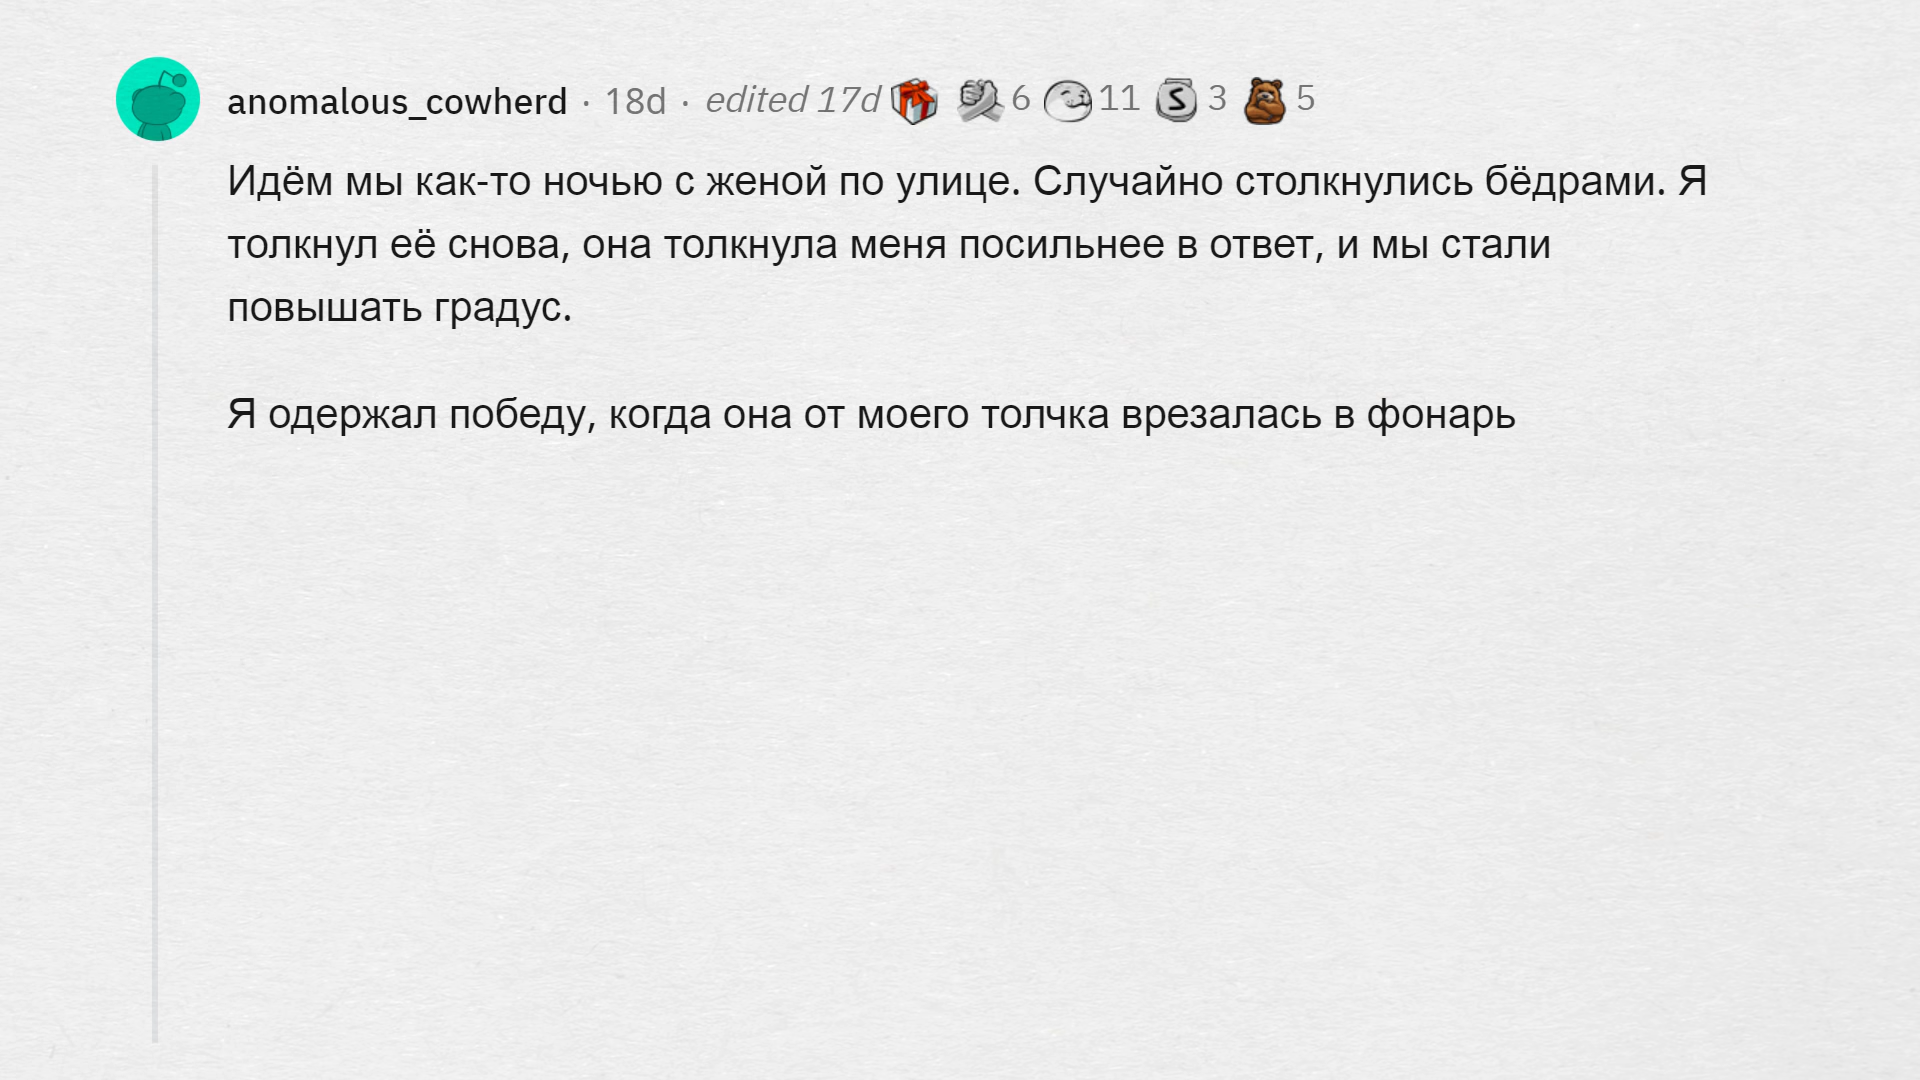 anomalous_cowherd · 18d · edited 17d 6 11 3 5
Идём мы как-то ночью с женой по улице. Случайно столкнулись бёдрами. Я
толкнул её снова, она толкнула меня посильнее в ответ, и мы стали
повышать градус.
Я одержал победу, когда она от моего толчка врезалась в фонарь